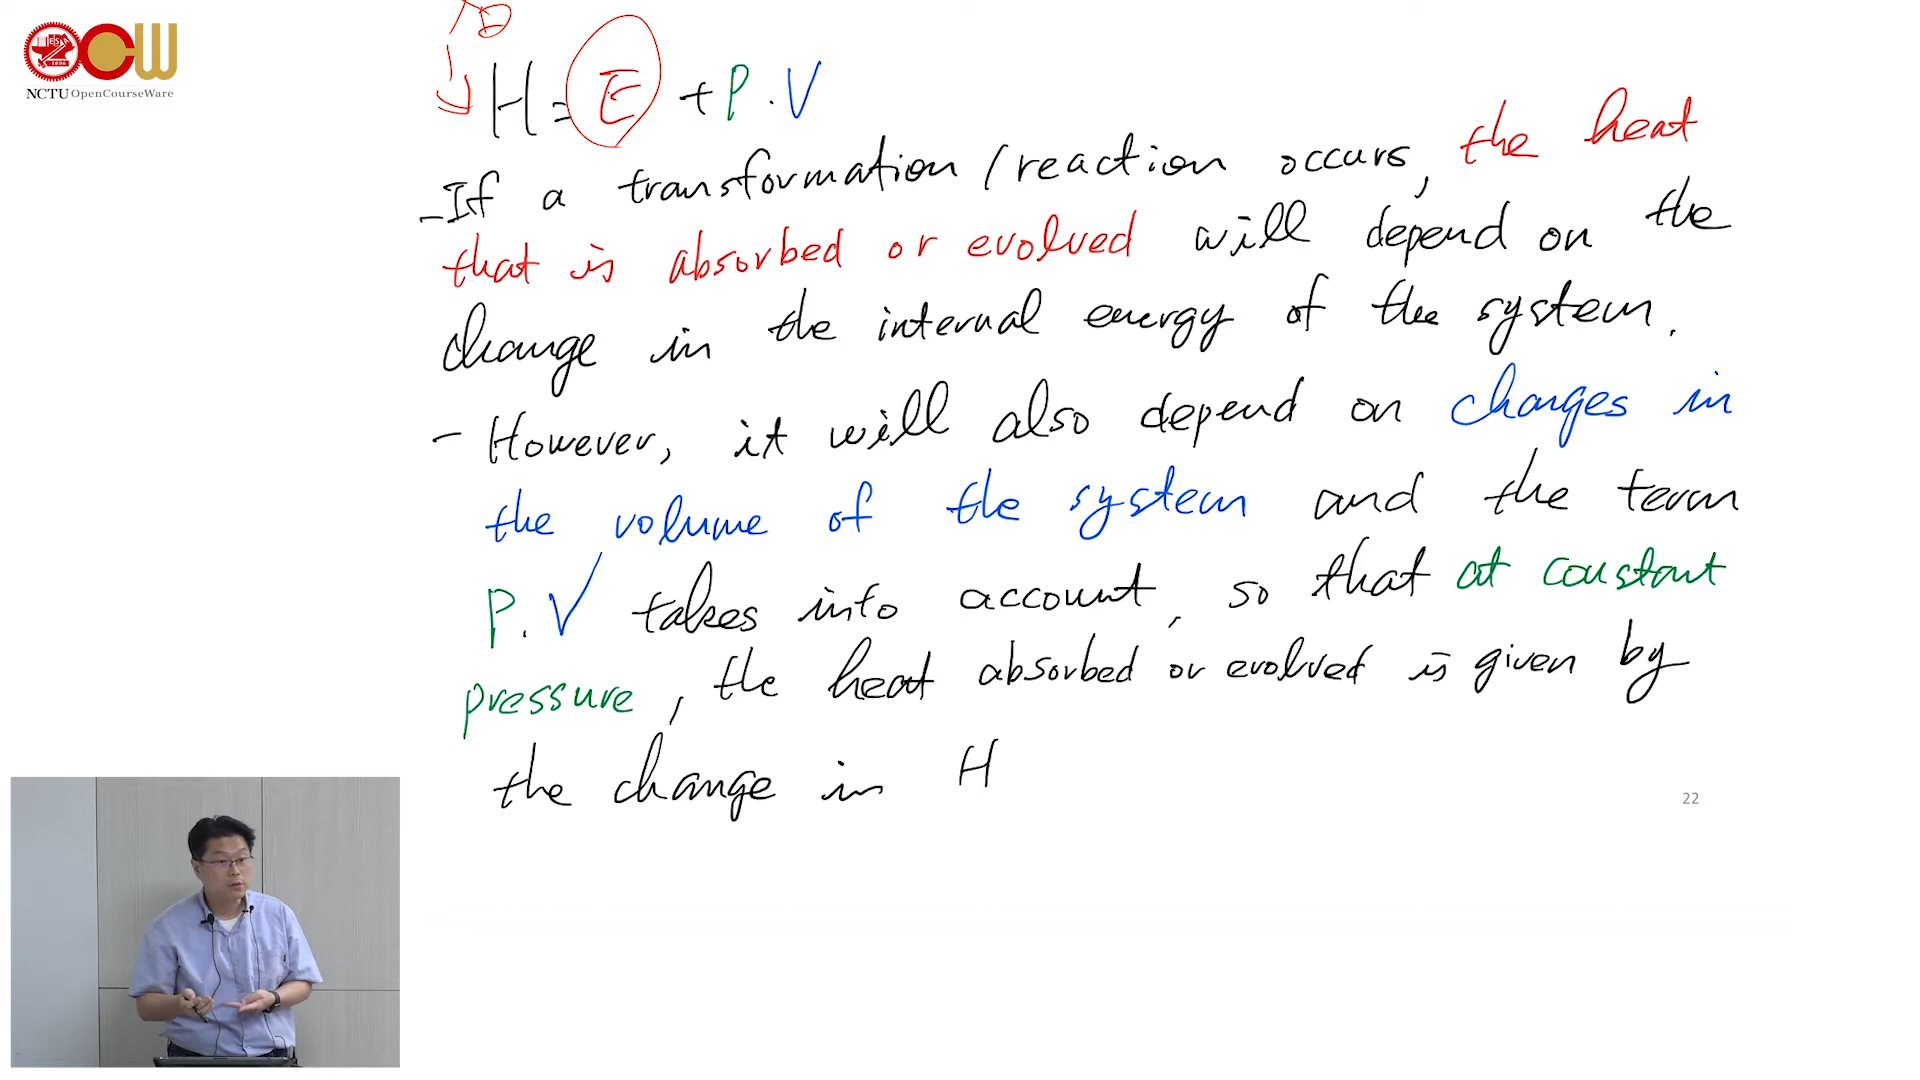 NCTU OpenCourseWare
H = E + P . V
- If a transformation / reaction occurs, the heat
that is absorbed or evolved will depend on the
change in the internal energy of the system.
- However, it will also depend on changes in
the volume of the system and the term
P. V takes into account, so that at constant
pressure, the heat absorbed or evolved is given by
the change in H
22